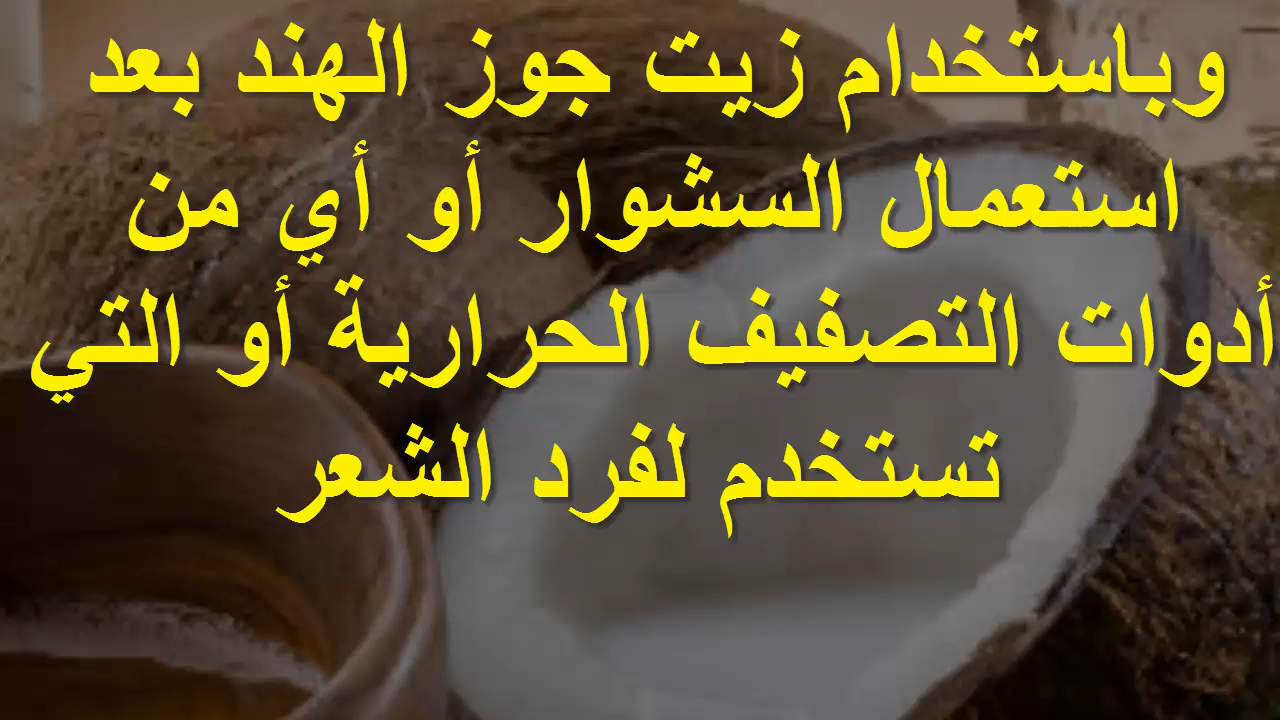 وباستخدام زيت جوز الهند بعد
استعمال السشوار أو أي من
أدوات التصفيف الحرارية أو التي
تستخدم لفرد الشعر